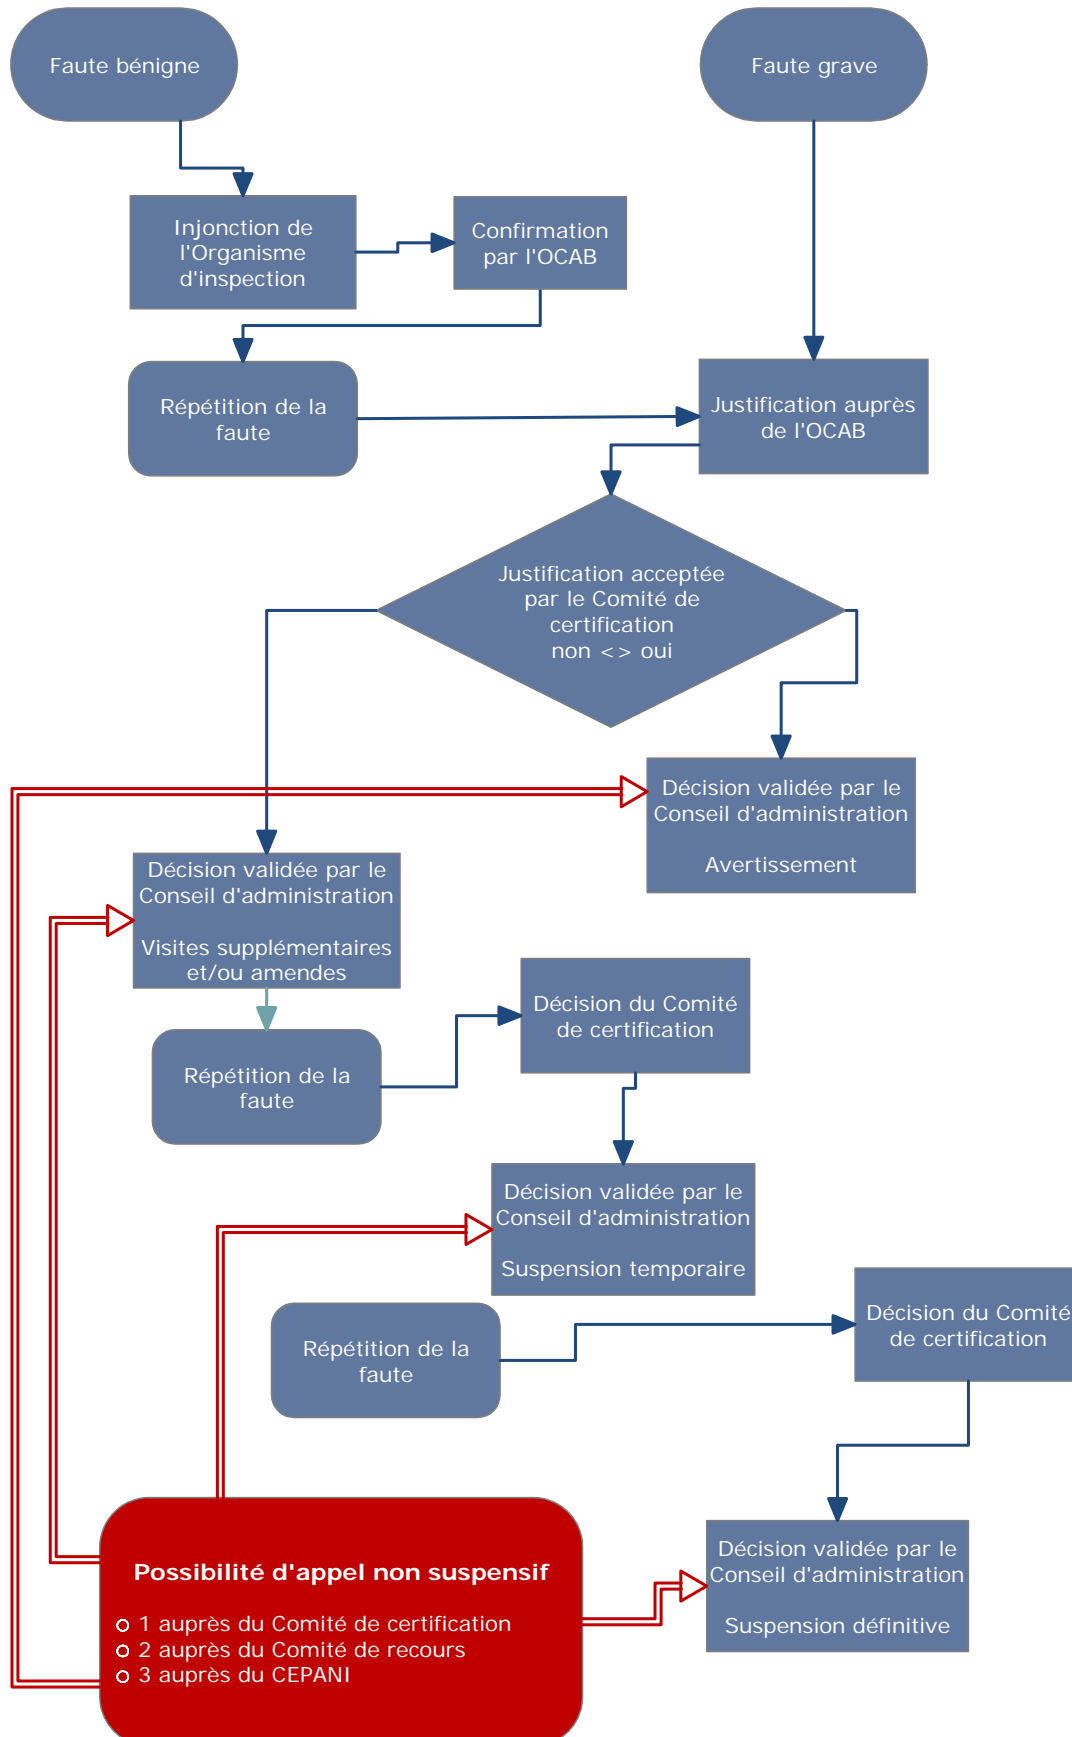 Faute bénigne
Faute grave
Injonction de
l'Organisme
d'inspection
Confirmation
par l'OCAB
Répétition de la
faute
Justification auprès
de l'OCAB
Justification acceptée
par le Comité de
certification
non <> oui
Décision validée par le
Conseil d'administration
Avertissement
Décision validée par le
Conseil d'administration
Visites supplémentaires
et/ou amendes
Décision du Comité
de certification
Répétition de la
faute
Décision validée par le
Conseil d'administration
Suspension temporaire
Décision du Comité
de certification
Répétition de la
faute
Décision validée par le
Conseil d'administration
Suspension définitive
Possibilité d'appel non suspensif
1 auprès du Comité de certification
2 auprès du Comité de recours
3 auprès du CEPANI